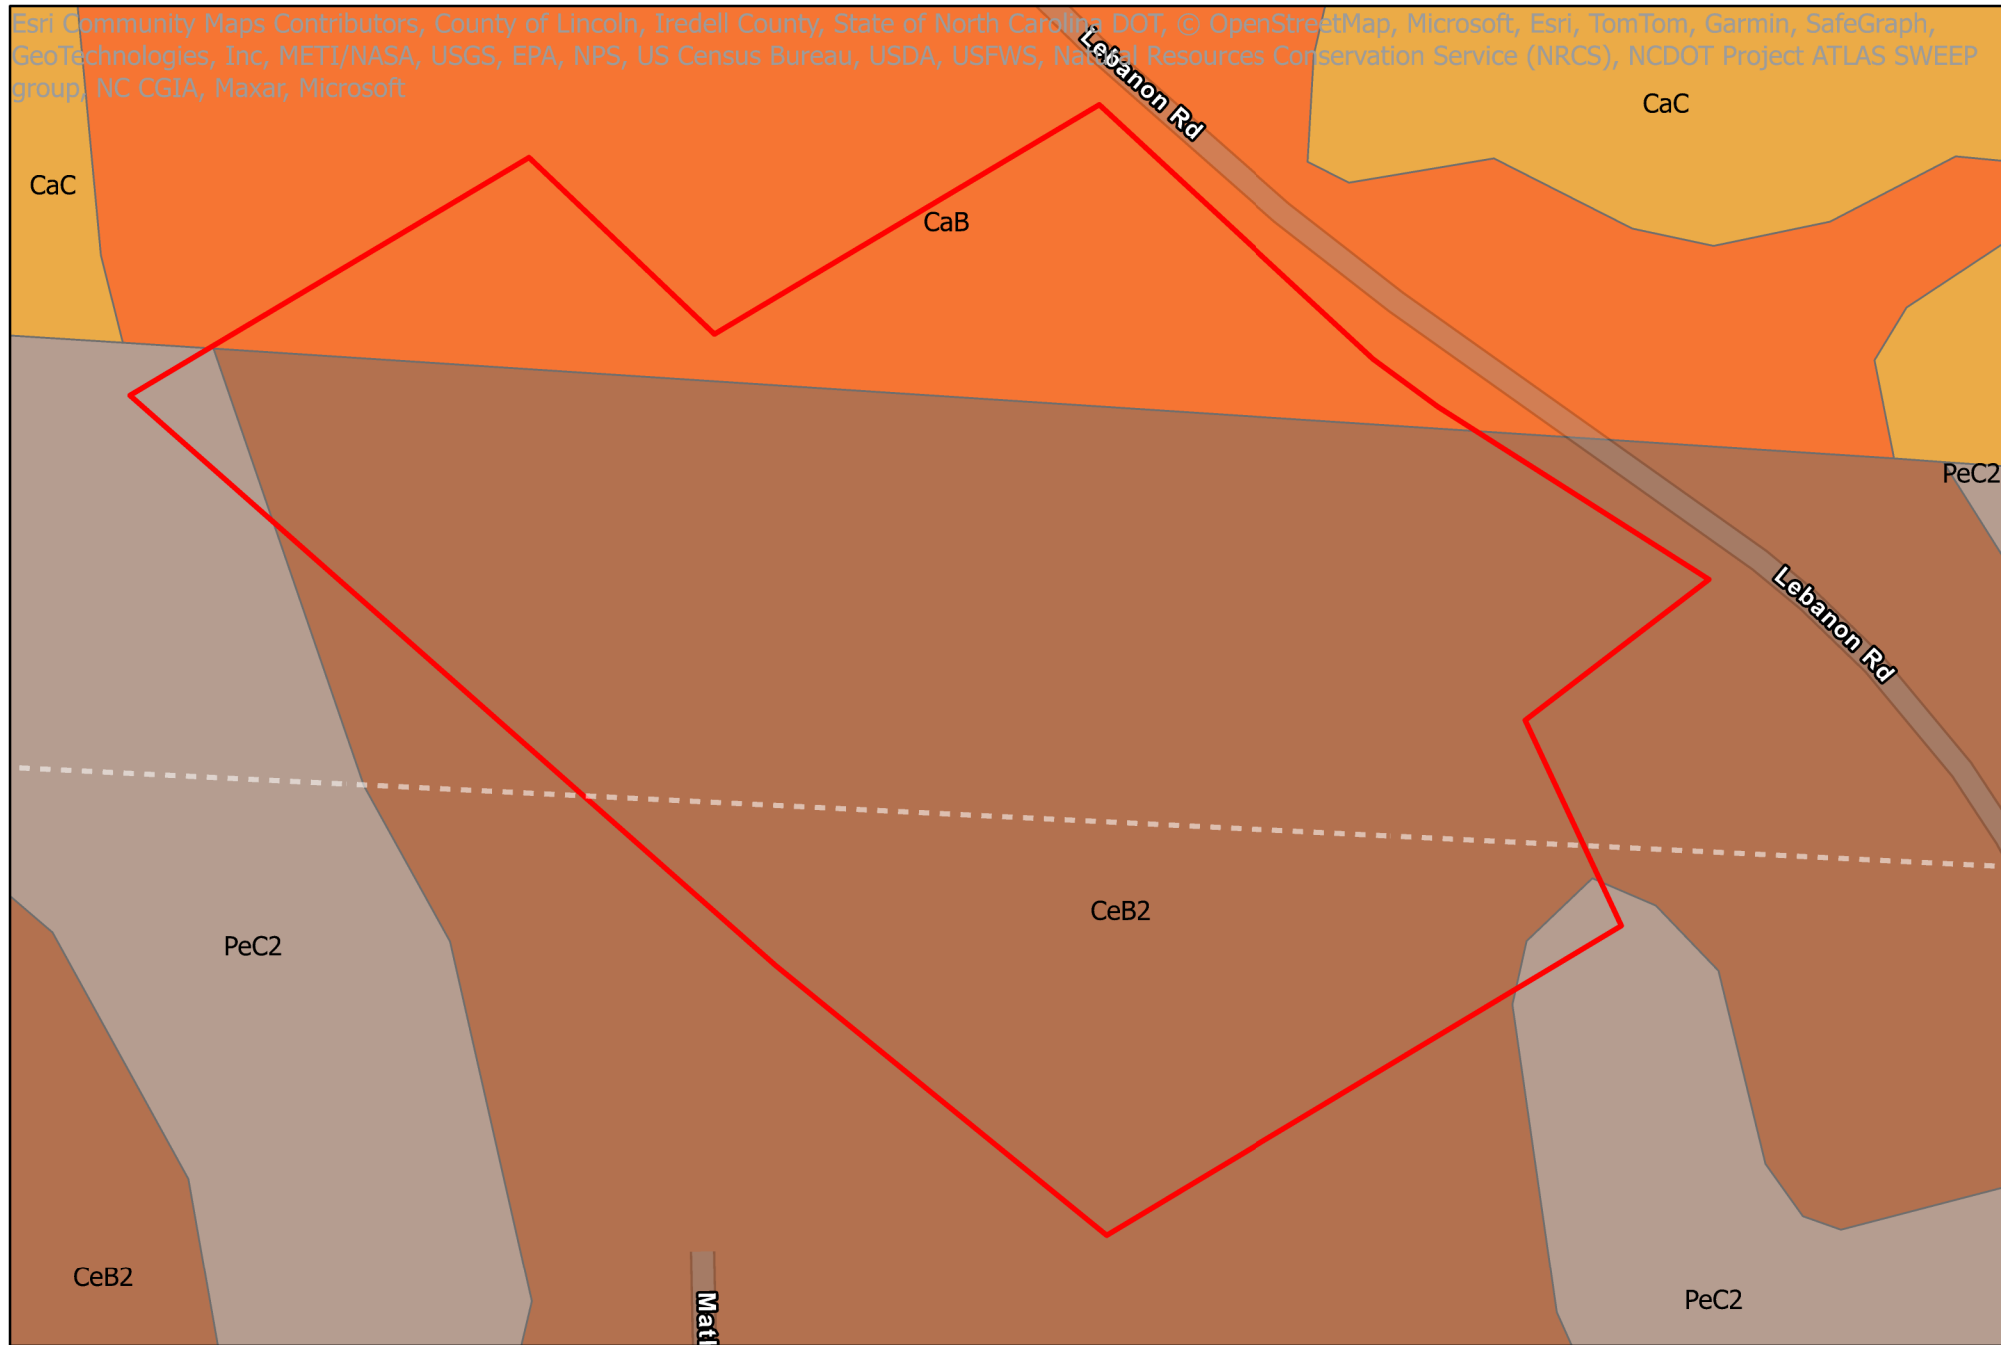 Esri Community Maps Contributors, County of Lincoln, Iredell County, State of North Carolina DOT, © OpenStreetMap, Microsoft, Esri, TomTom, Garmin, SafeGraph,
GeoTechnologies, Inc, METI/NASA, USGS, EPA, NPS, US Census Bureau, USDA, USFWS, Natural Resources Conservation Service (NRCS), NCDOT Project ATLAS SWEEP
group, NC CGIA, Maxar, Microsoft
Lebanon Rd
CaC
CaC
CaB
PeC2
Lebanon Rd
CeB2
PeC2
CeB2
PeC2